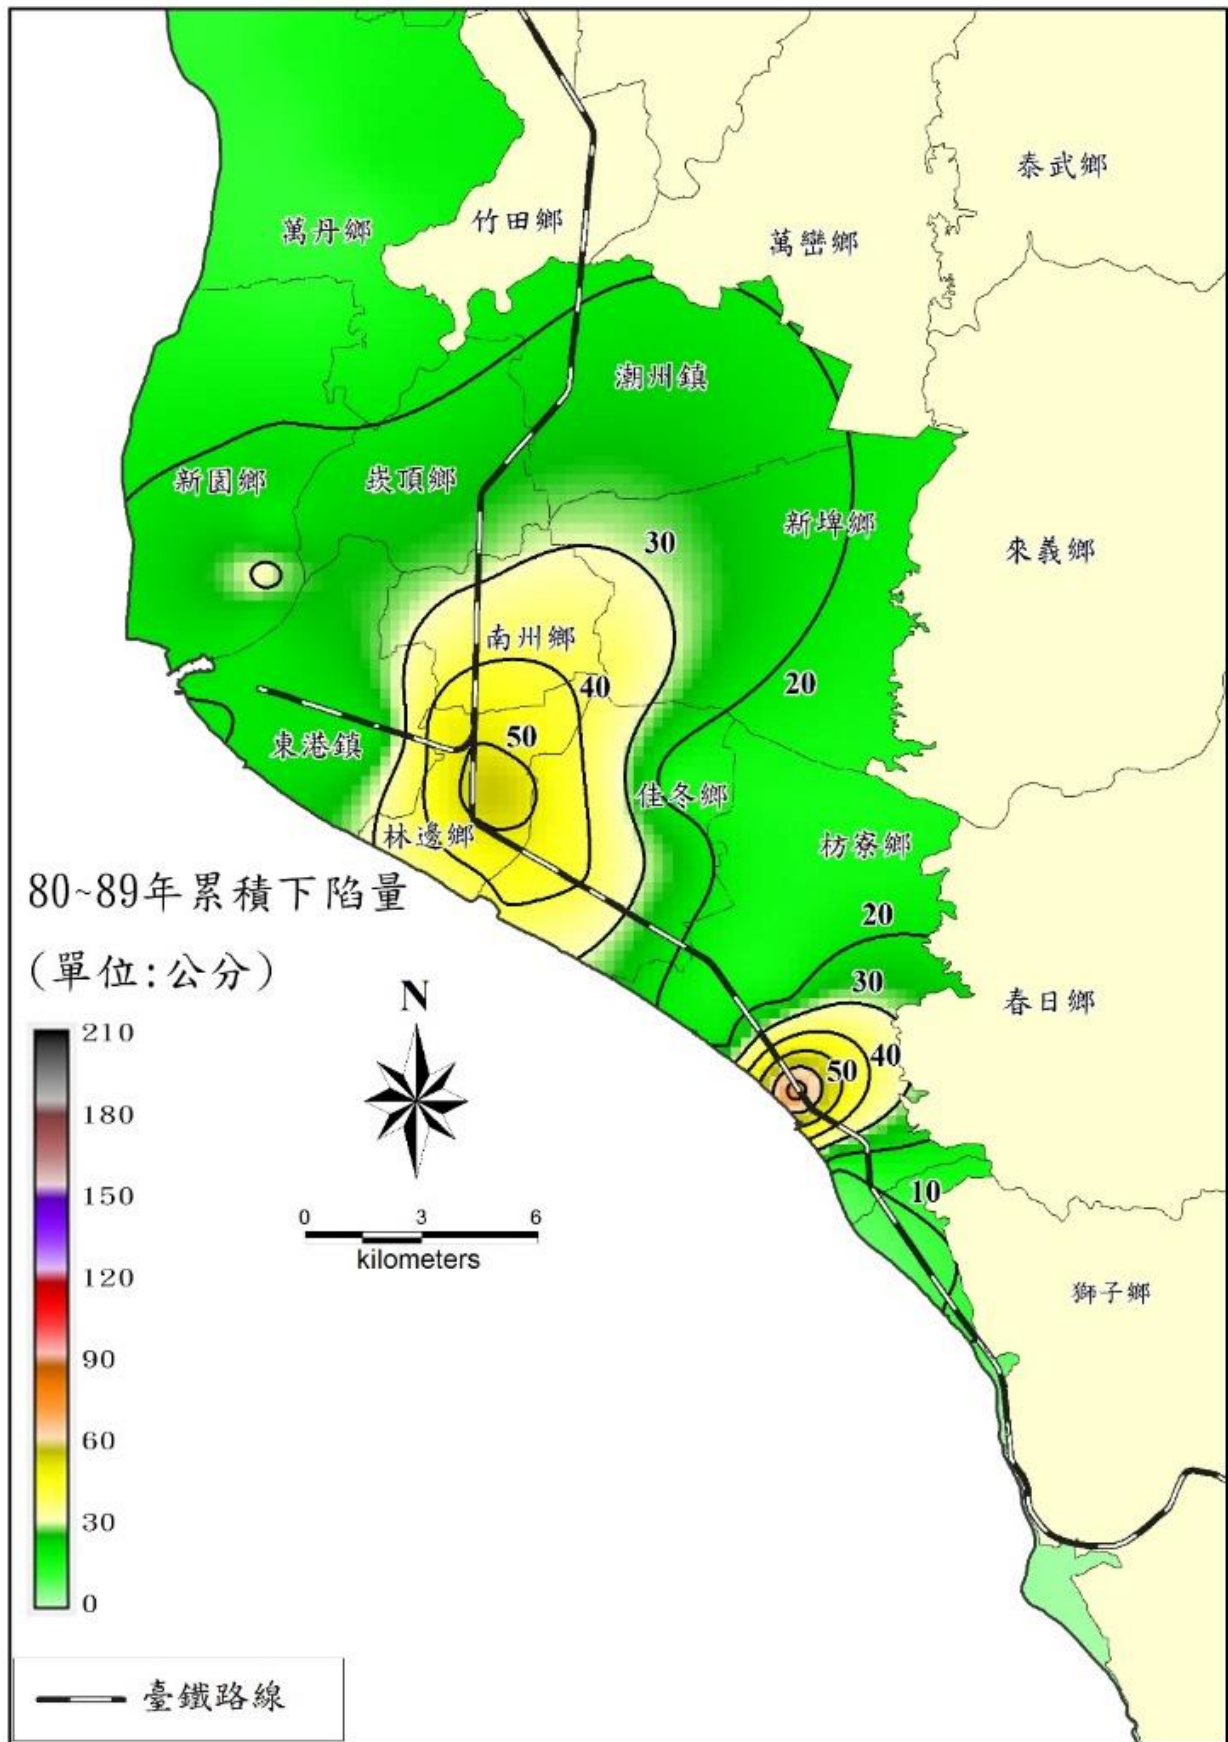 泰武鄉
萬丹鄉
竹田鄉
萬巒鄉
潮州鎮
新園鄉
崁頂鄉
新埤鄉
30
來義鄉
南州鄉
40
20
50
東港鎮
佳冬鄉
林邊鄉
枋寮鄉
80~89年累積下陷量
(單位:公分)
20
30
春日鄉
40
50
10
獅子鄉
N
0 3 6
kilometers
210
180
150
120
90
60
30
0
臺鐵路線